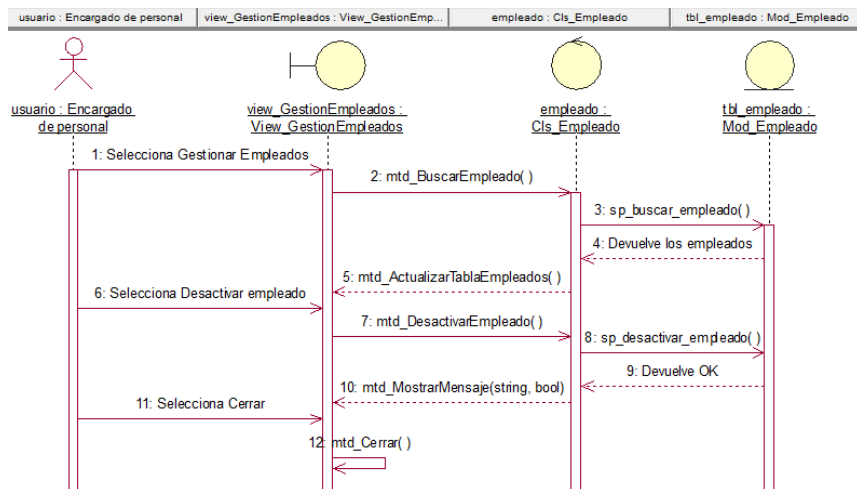 usuario : Encargado de personal
view_GestionEmpleados : View_GestionEmp...
empleado : Cls_Empleado
tbl_empleado : Mod_Empleado
usuario : Encargado
de personal
view_GestionEmpleados :
View_GestionEmpleados
empleado :
Cls_Empleado
tbl_empleado :
Mod_Empleado
1: Selecciona Gestionar Empleados
2: mtd_BuscarEmpleado( )
3: sp_buscar_empleado( )
4: Devuelve los empleados
5: mtd_ActualizarTablaEmpleados( )
6: Selecciona Desactivar empleado
7: mtd_DesactivarEmpleado( )
8: sp_desactivar_empleado( )
9: Devuelve OK
10: mtd_MostrarMensaje(string, bool)
11: Selecciona Cerrar
12: mtd_Cerrar( )